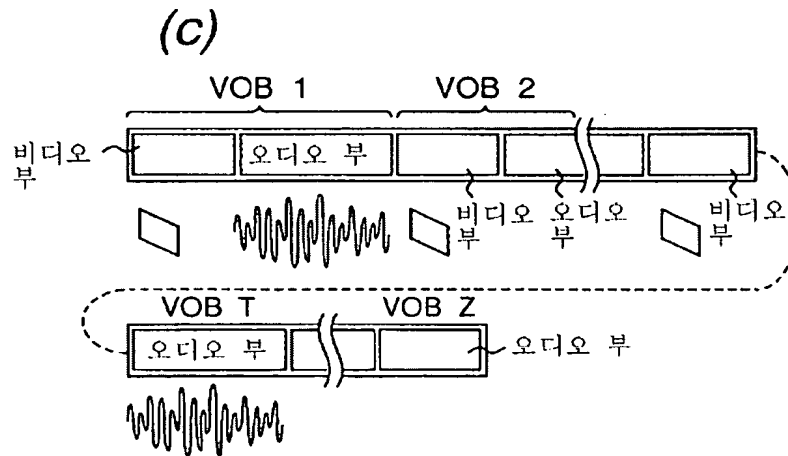 (c)
VOB 1
VOB 2
비디오
부
오디오 부
비디오
부
오디오
부
비디오
부
VOB T
VOB Z
오디오 부
오디오 부